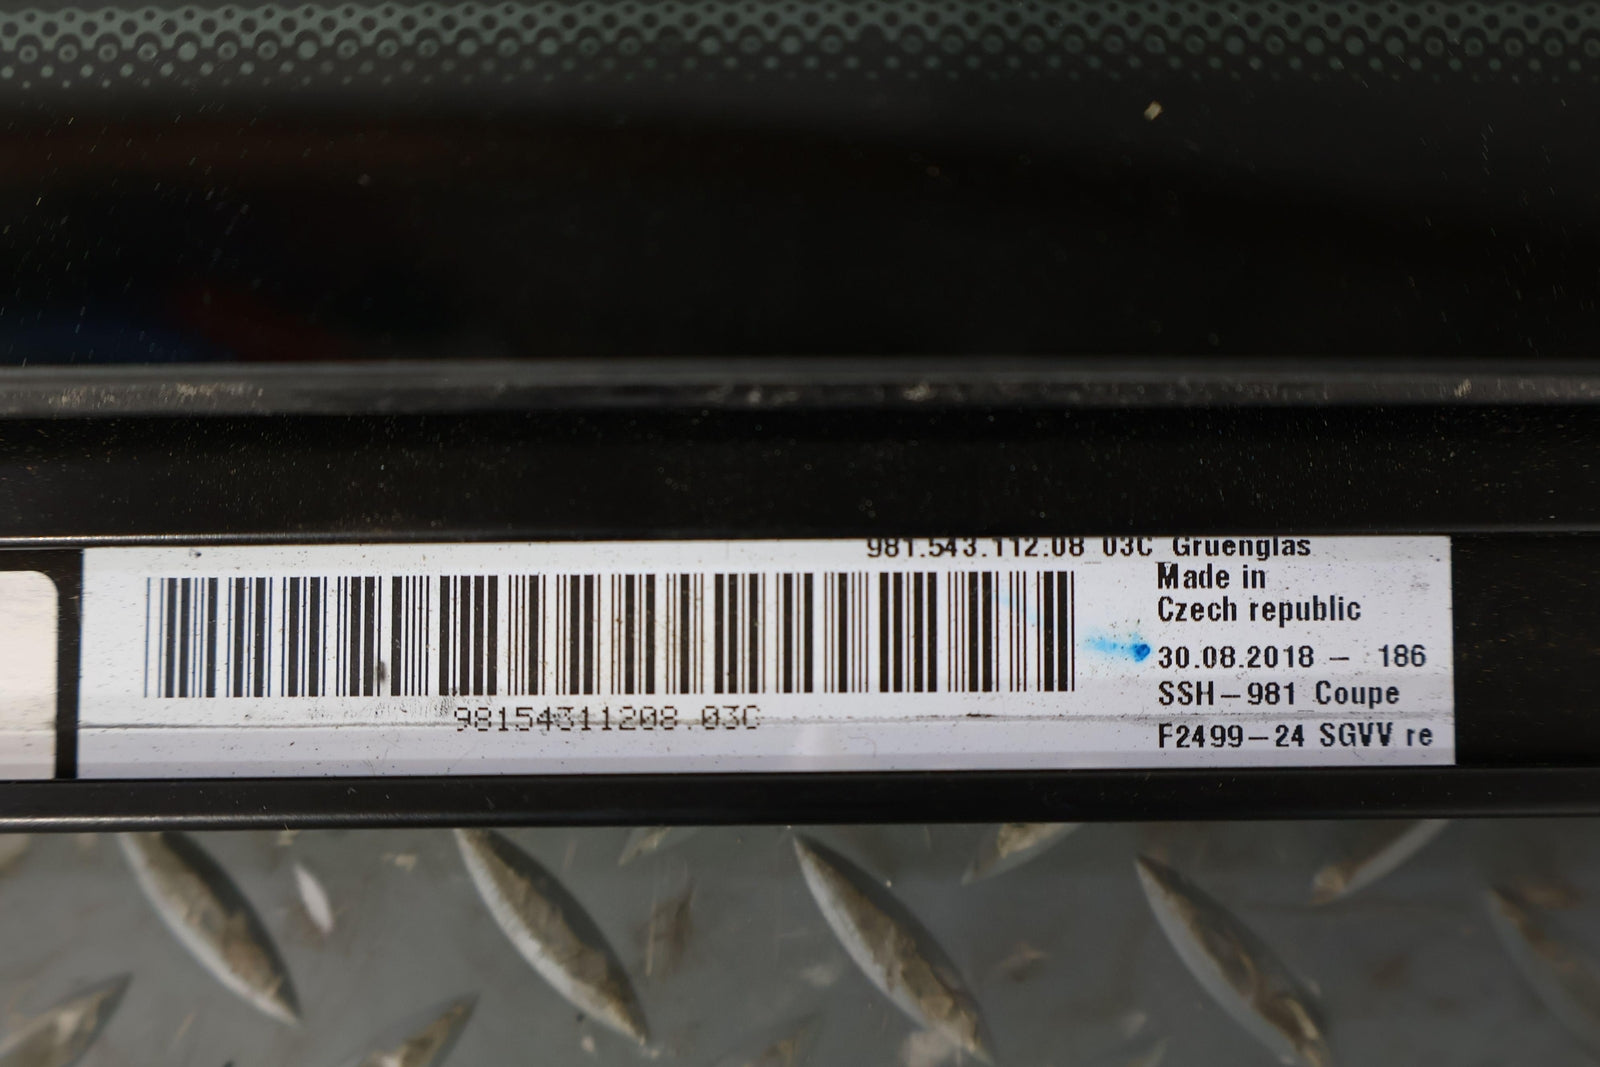 981.543.112.08 03C Gruenglas
Made in
Czech republic
30.08.2018 – 186
SSH–981 Coupe
F2499–24 SGVV re
98154311208.03C